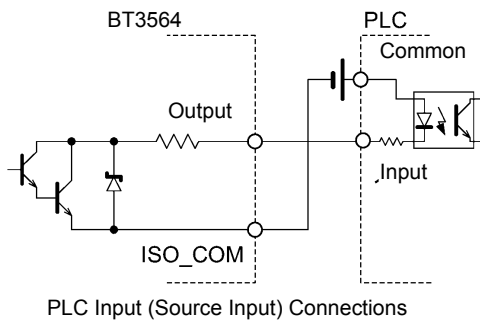 BT3564
PLC
Common
Output
Input
ISO_COM
PLC Input (Source Input) Connections